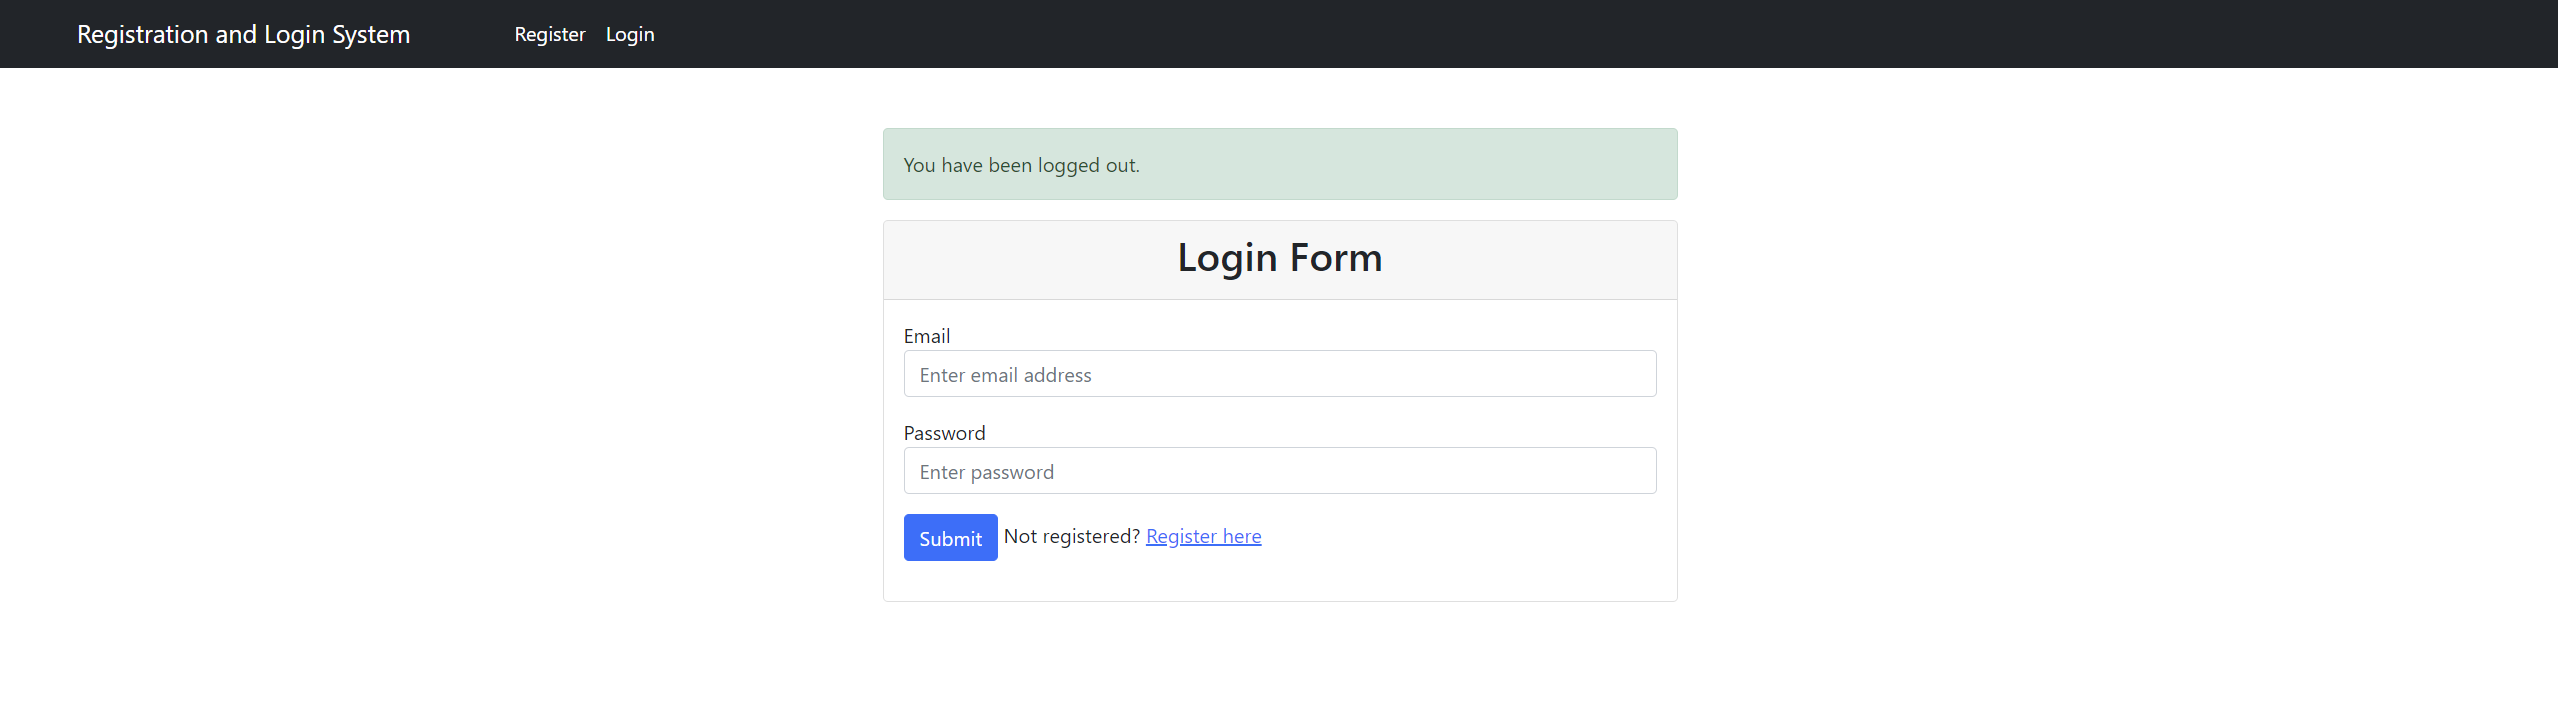 Registration and Login System Register Login
You have been logged out.
Login Form
Email
Enter email address
Password
Enter password
Submit Not registered? Register here